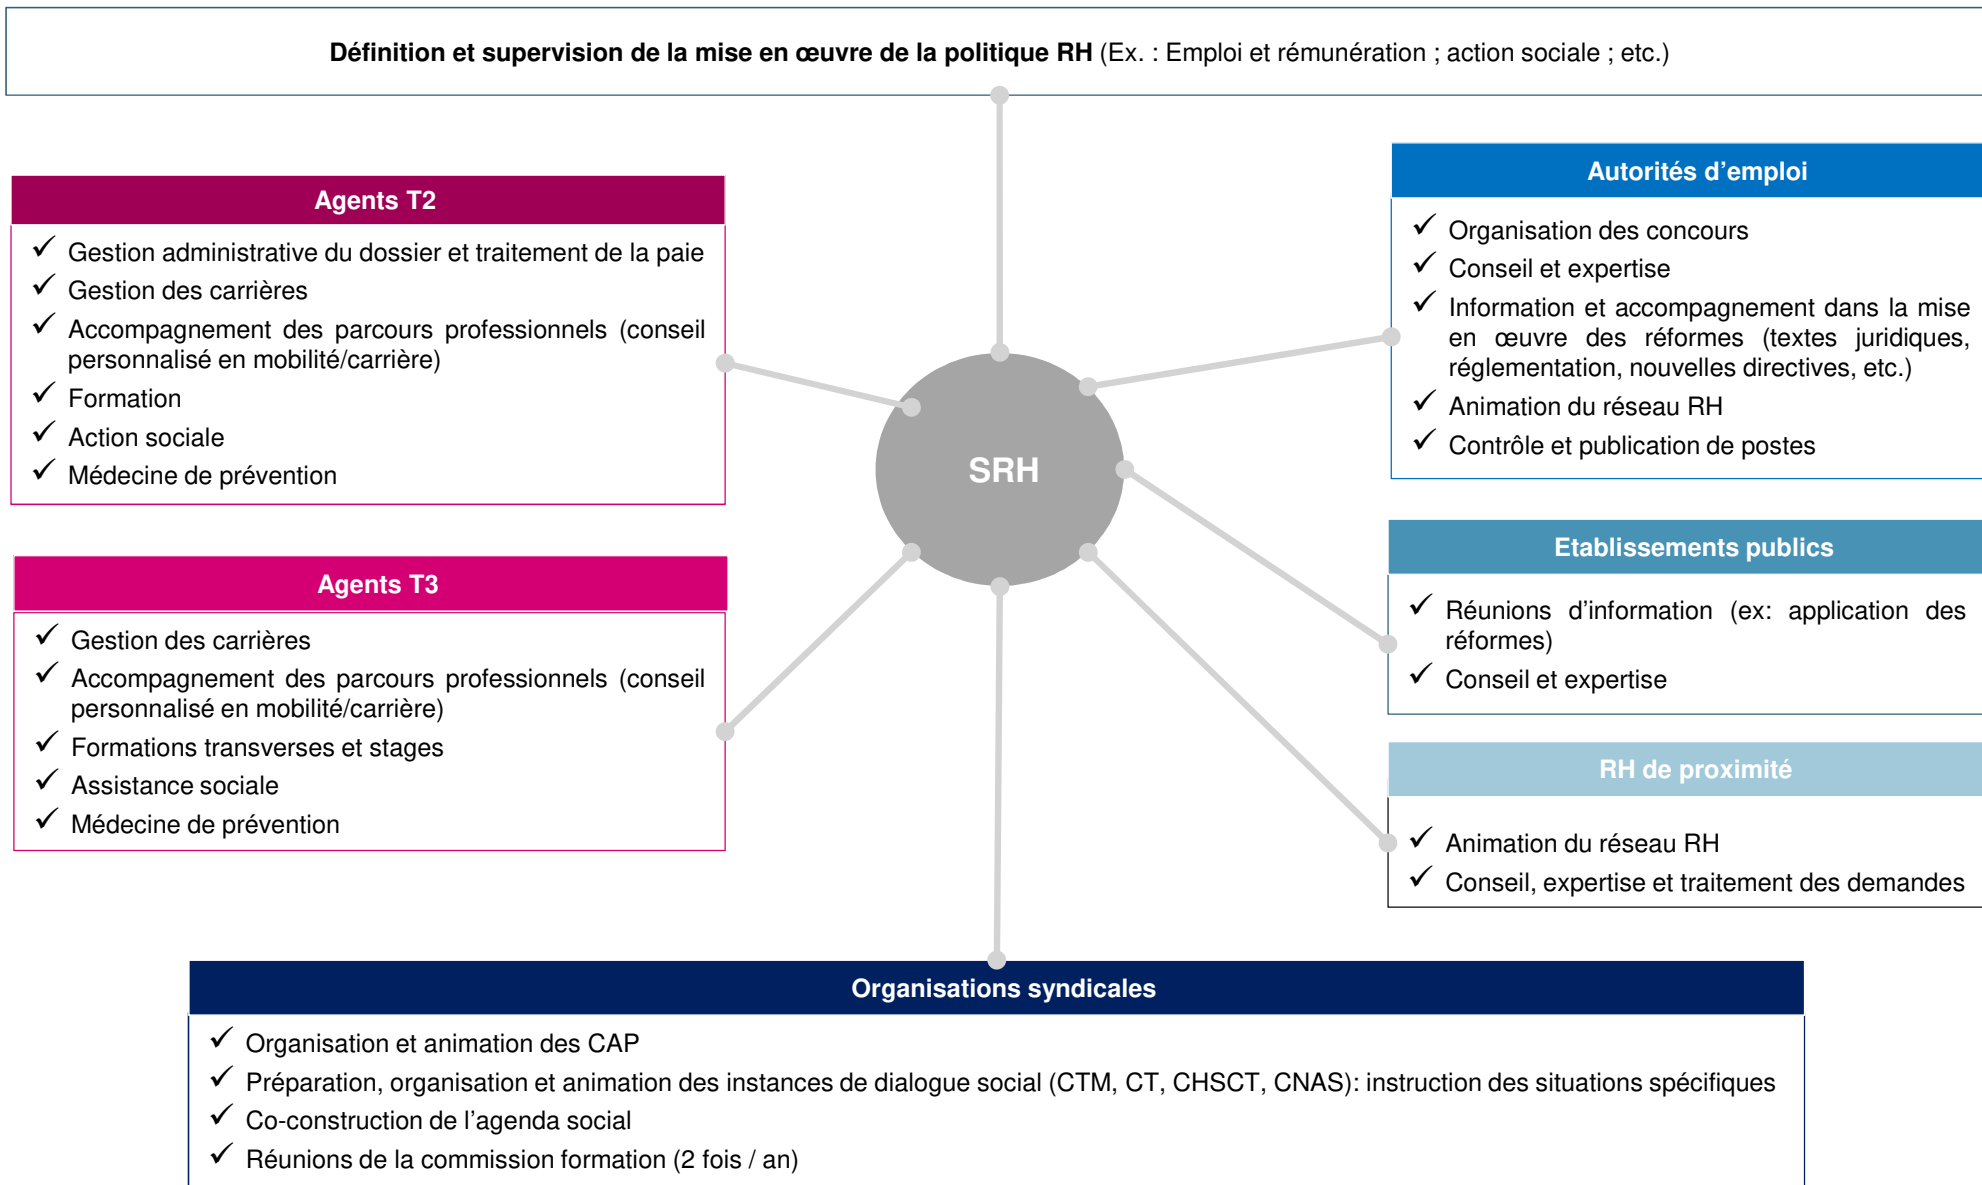 Définition et supervision de la mise en œuvre de la politique RH (Ex. : Emploi et rémunération ; action sociale ; etc.)
Agents T2
✓ Gestion administrative du dossier et traitement de la paie
✓ Gestion des carrières
✓ Accompagnement des parcours professionnels (conseil
personnalisé en mobilité/carrière)
✓ Formation
✓ Action sociale
✓ Médecine de prévention
Agents T3
✓ Gestion des carrières
✓ Accompagnement des parcours professionnels (conseil
personnalisé en mobilité/carrière)
✓ Formations transverses et stages
✓ Assistance sociale
✓ Médecine de prévention
SRH
Autorités d’emploi
✓ Organisation des concours
✓ Conseil et expertise
✓ Information et accompagnement dans la mise
en œuvre des réformes (textes juridiques,
réglementation, nouvelles directives, etc.)
✓ Animation du réseau RH
✓ Contrôle et publication de postes
Etablissements publics
✓ Réunions d’information (ex: application des
réformes)
✓ Conseil et expertise
RH de proximité
✓ Animation du réseau RH
✓ Conseil, expertise et traitement des demandes
Organisations syndicales
✓ Organisation et animation des CAP
✓ Préparation, organisation et animation des instances de dialogue social (CTM, CT, CHSCT, CNAS): instruction des situations spécifiques
✓ Co-construction de l’agenda social
✓ Réunions de la commission formation (2 fois / an)